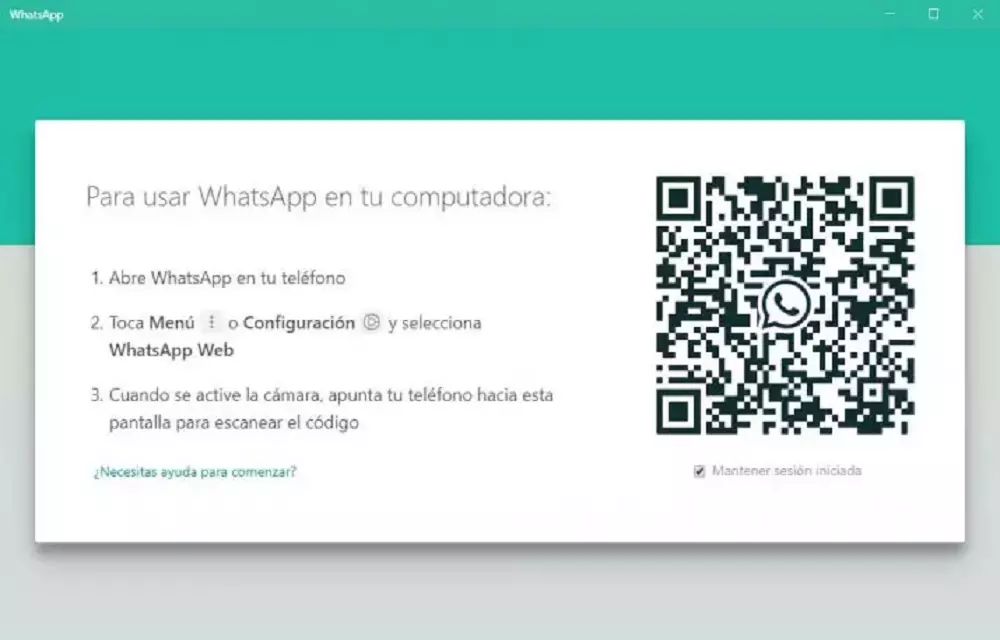 WhatsApp
Para usar WhatsApp en tu computadora:
1. Abre WhatsApp en tu teléfono
2. Toca Menú o Configuración y selecciona
WhatsApp Web
3. Cuando se active la cámara, apunta tu teléfono hacia esta
pantalla para escanear el código
¿Necesitas ayuda para comenzar?
Mantener sesión iniciada